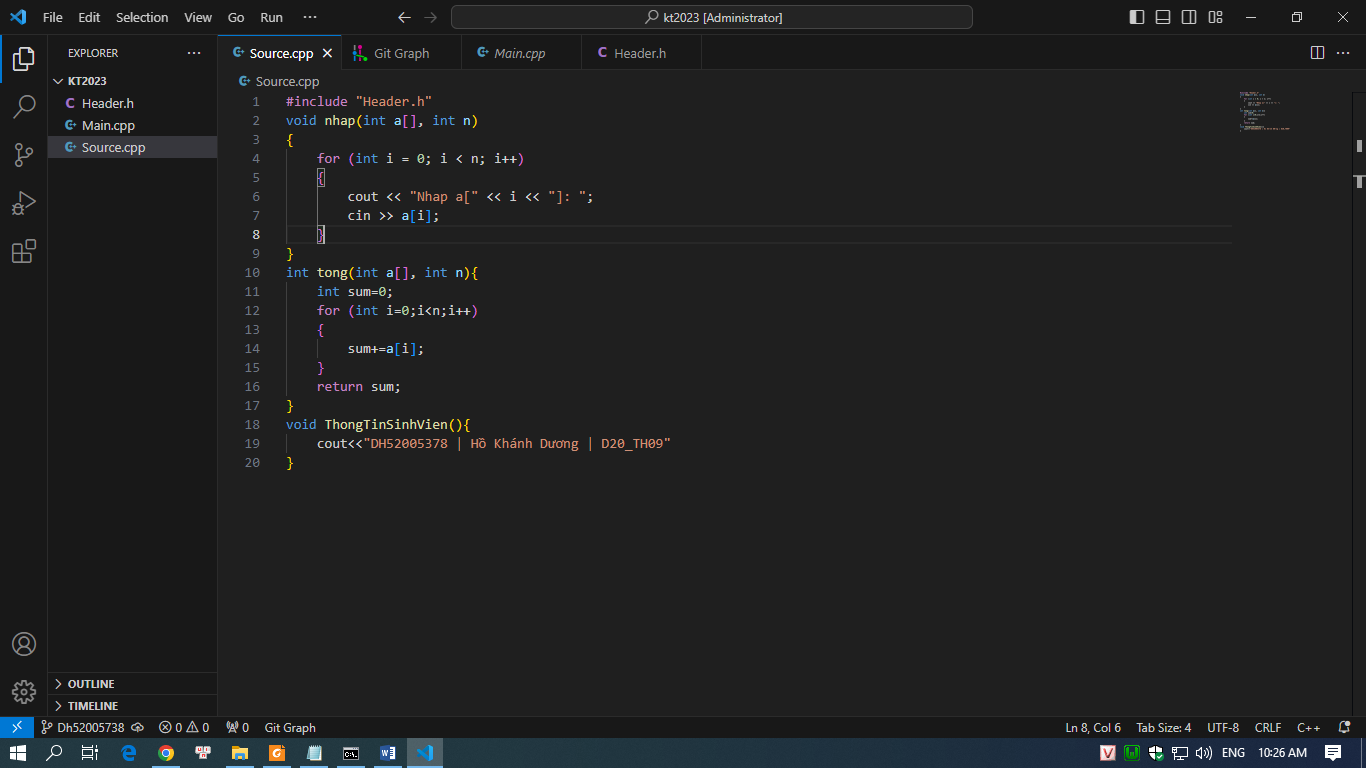 File Edit Selection View Go Run ···
kt2023 [Administrator]
EXPLORER ···
Source.cpp
Git Graph
Main.cpp
Header.h
KT2023
Header.h
Main.cpp
Source.cpp
OUTLINE
TIMELINE
Source.cpp
1 #include "Header.h"
2 void nhap(int a[], int n)
3 {
4 for (int i = 0; i < n; i++)
5 {
6 cout << "Nhap a[" << i << "]: ";
7 cin >> a[i];
8 }
9 }
10 int tong(int a[], int n){
11 int sum=0;
12 for (int i=0;i<n;i++)
13 {
14 sum+=a[i];
15 }
16 return sum;
17 }
18 void ThongTinSinhVien(){
19 cout<<"DH52005378 | Hồ Khánh Dương | D20_TH09"
20 }
Dh52005738 0 0 0 Git Graph Ln 8, Col 6 Tab Size: 4 UTF-8 CRLF C++
ENG 10:26 AM